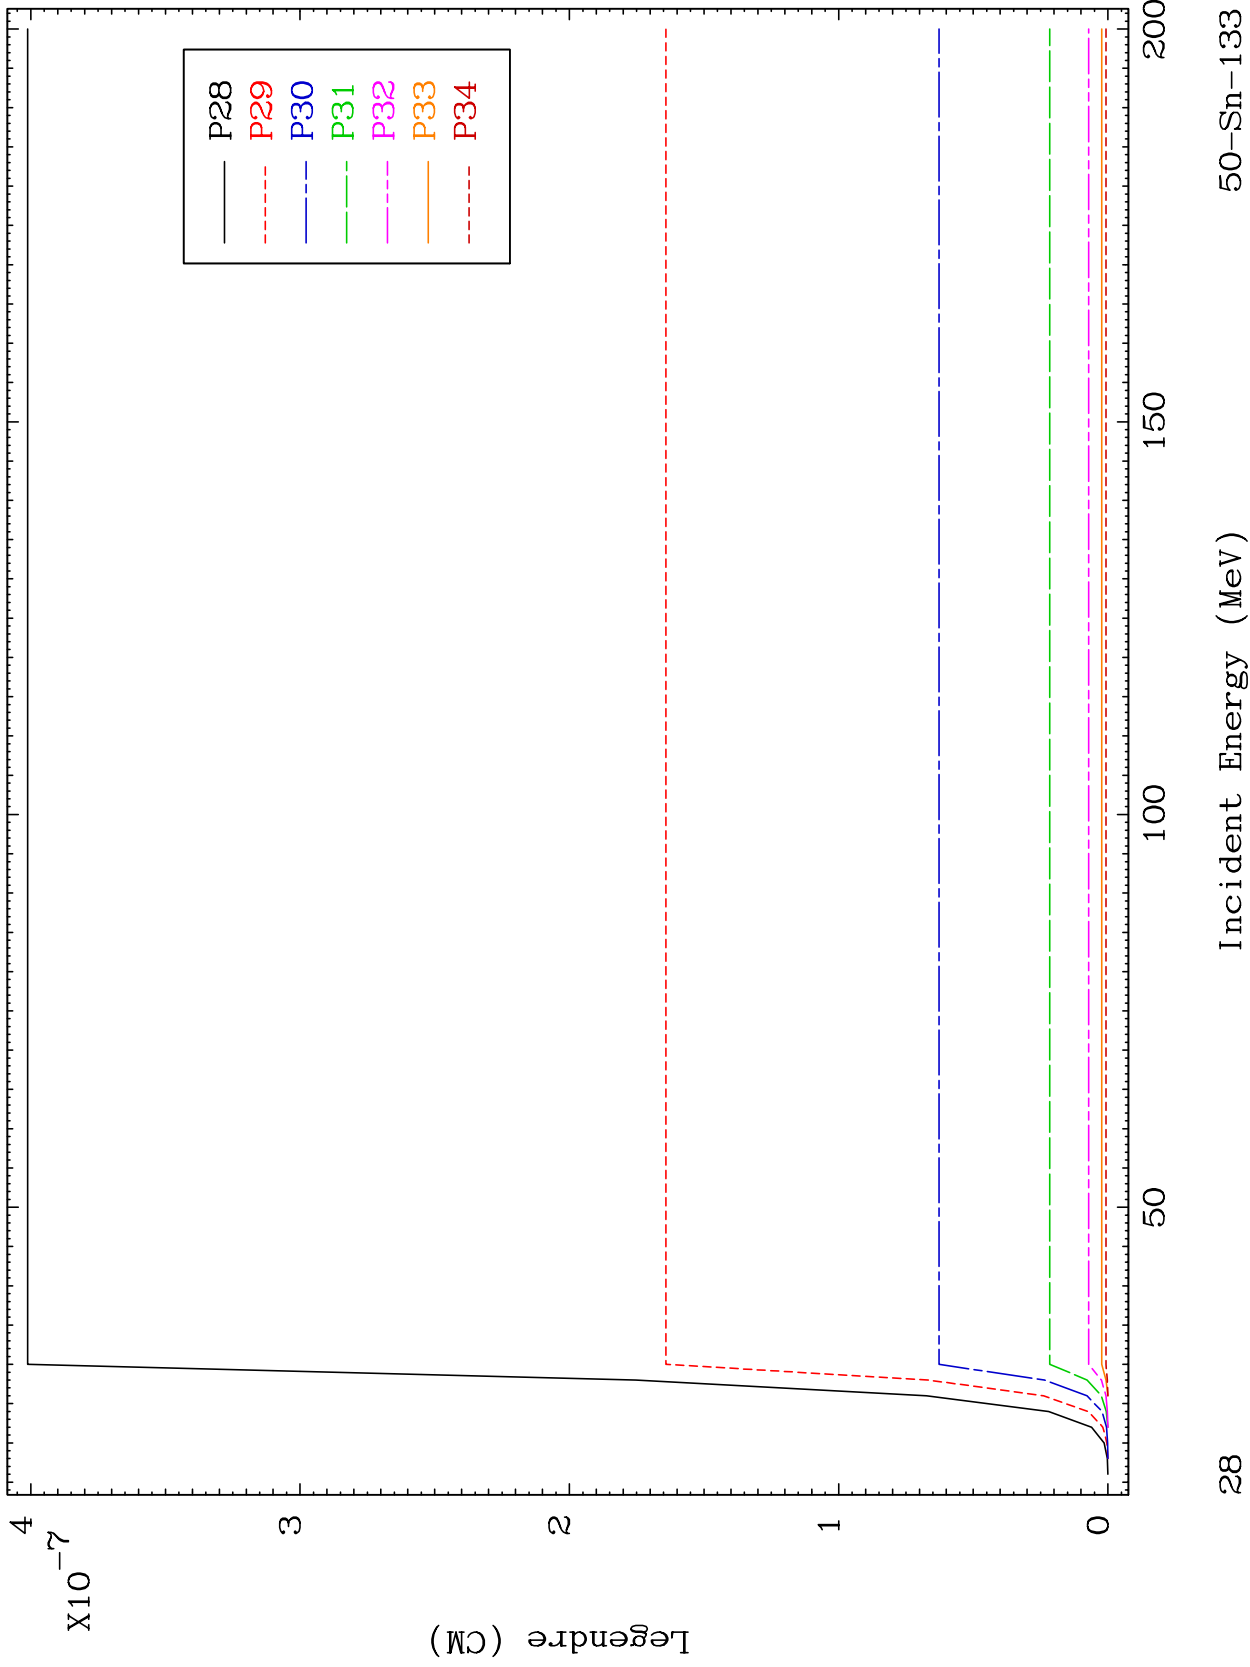 X10-7
4
3
2
1
0
Legendre (CM)
P28
P29
P30
P31
P32
P33
P34
50
100
150
200
Incident Energy (MeV)
28
50-Sn-133